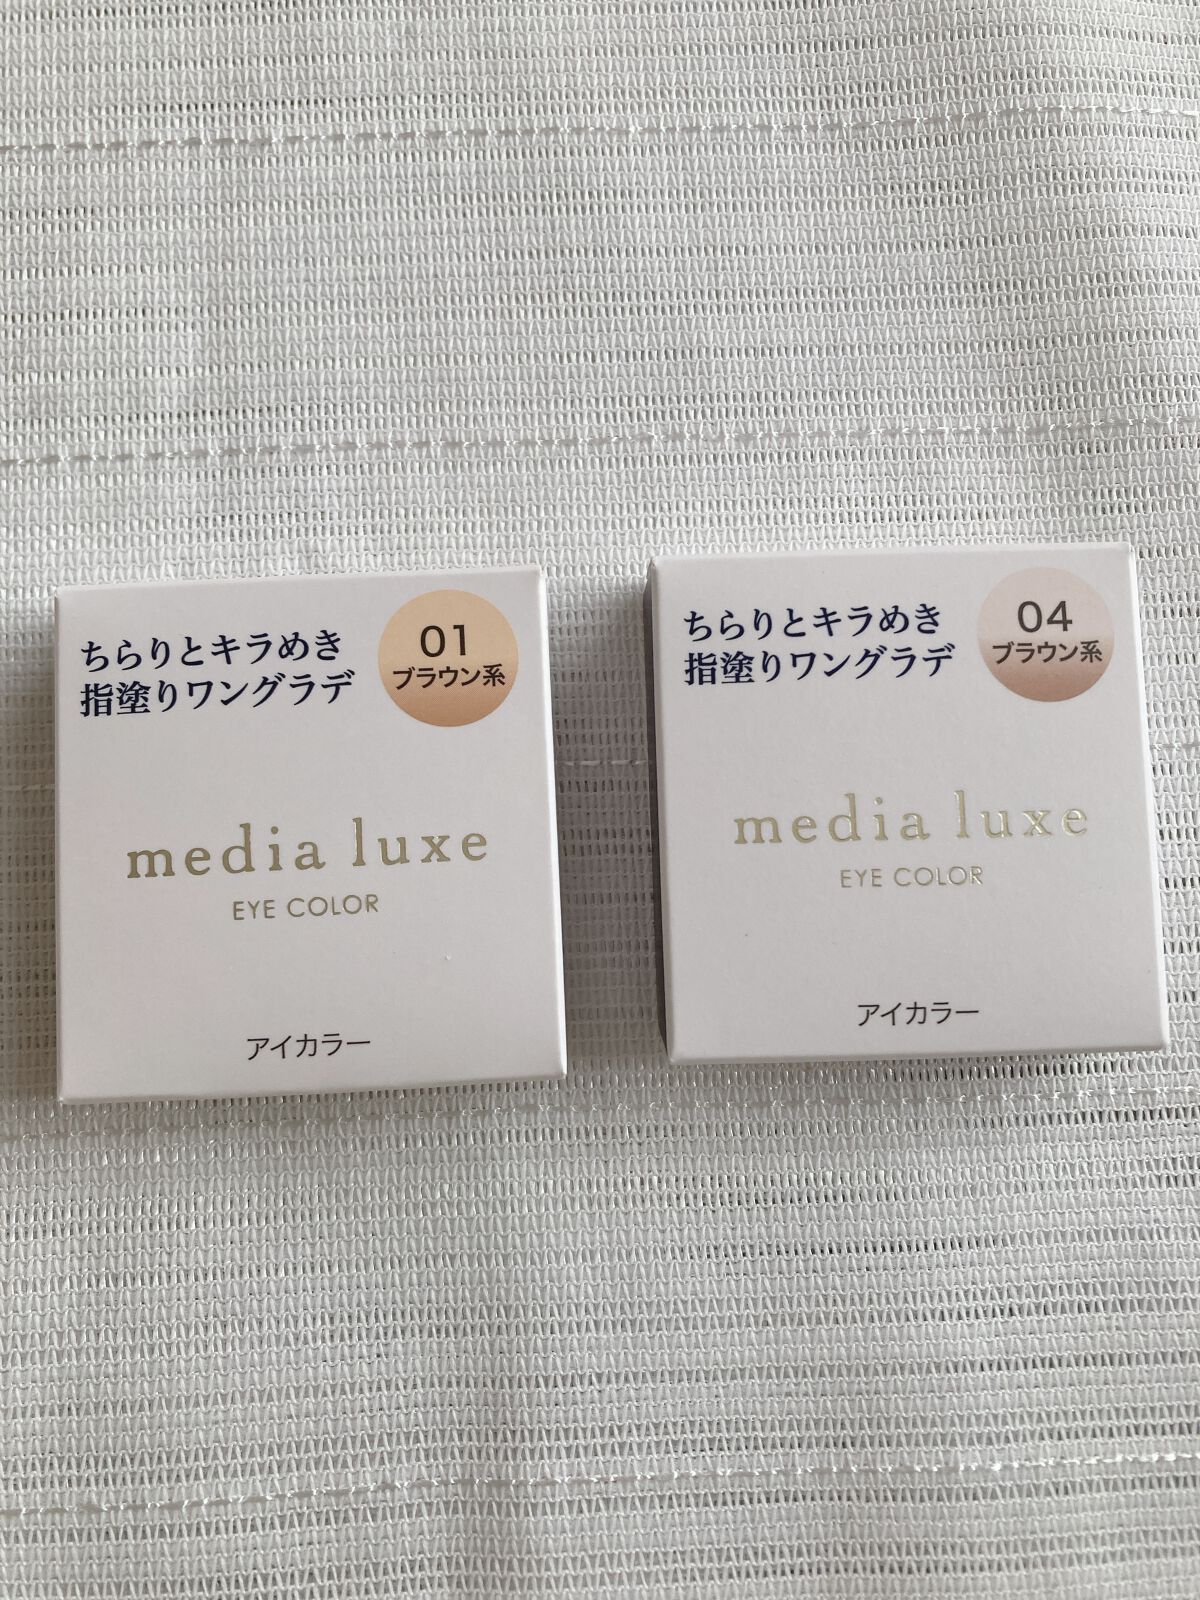 ちらりとキラめき
指塗りワングラデ
01
ブラウン系
media luxe
EYE COLOR
アイカラー
ちらりとキラめき
指塗りワングラデ
04
ブラウン系
media luxe
EYE COLOR
アイカラー